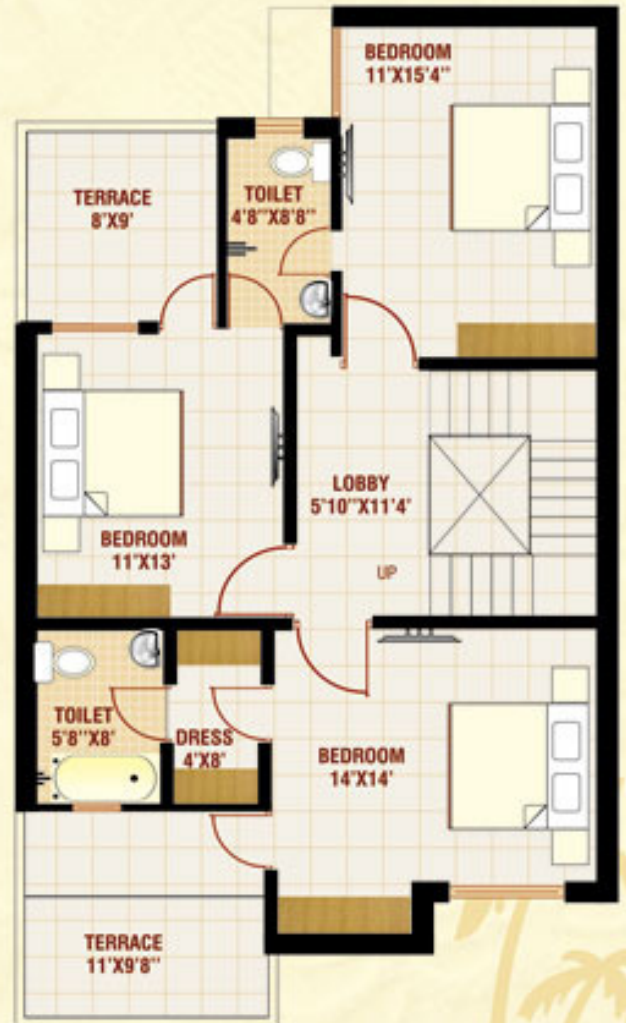 BEDROOM
11'X15'4''
TERRACE
8'X9'
TOILET
4'8''X8'8''
LOBBY
5'10''X11'4'
BEDROOM
11'X13'
UP
TOILET
5'8''X8'
DRESS
4'X8'
BEDROOM
14'X14'
TERRACE
11'X9'8''